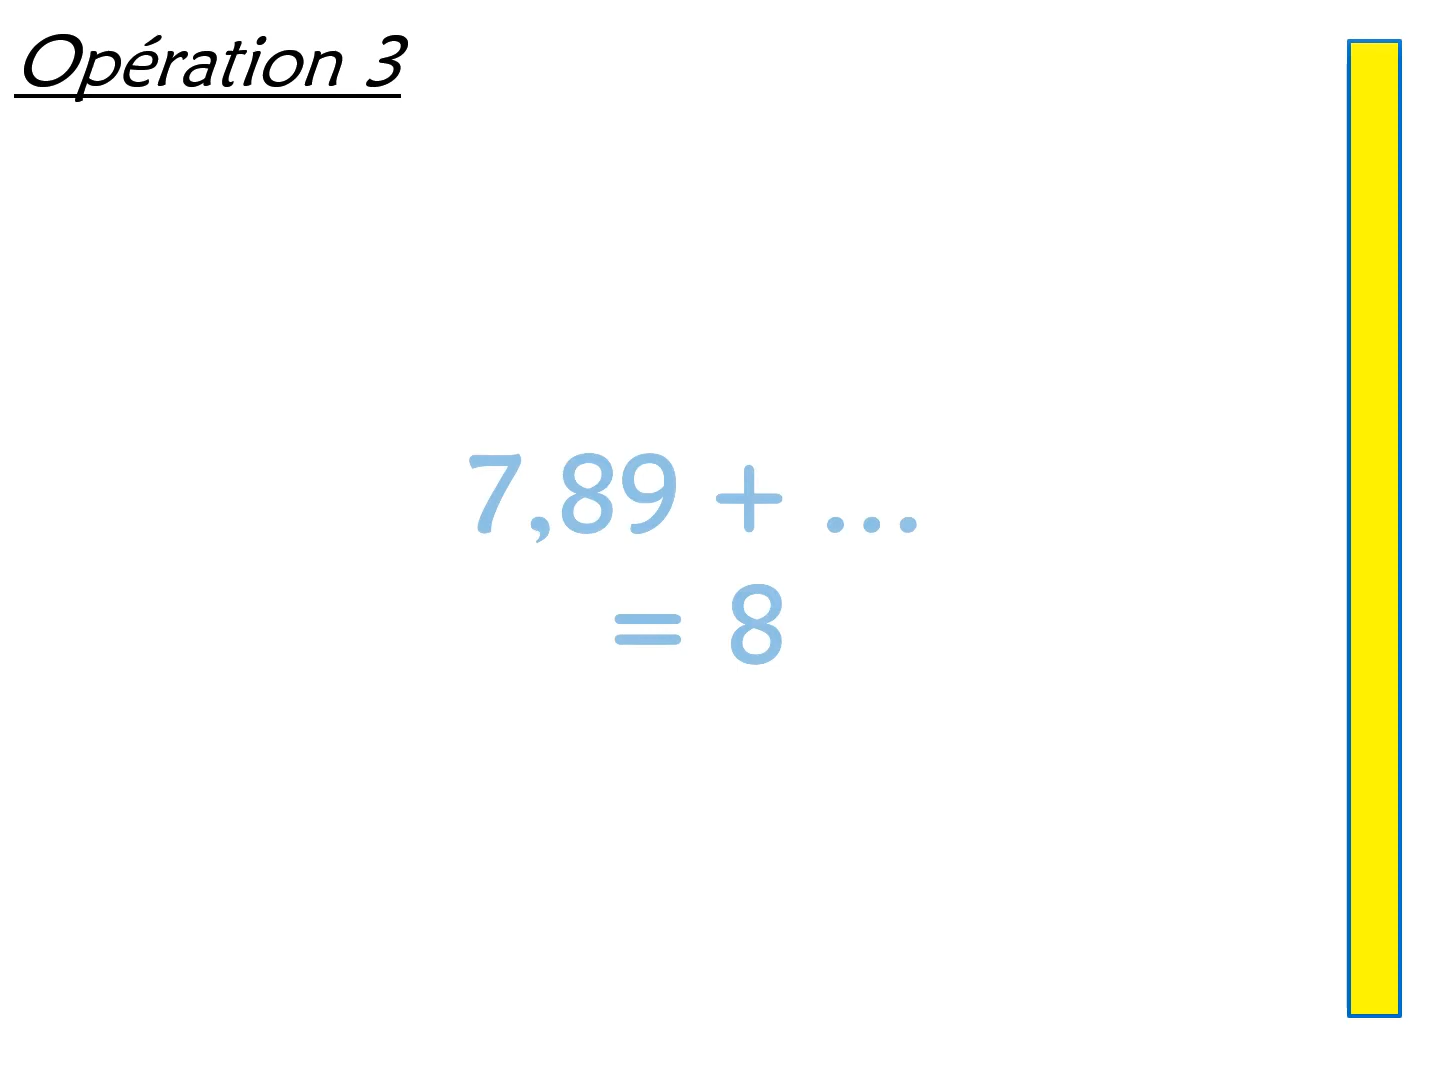 Opération 3
7,89 + ...
= 8